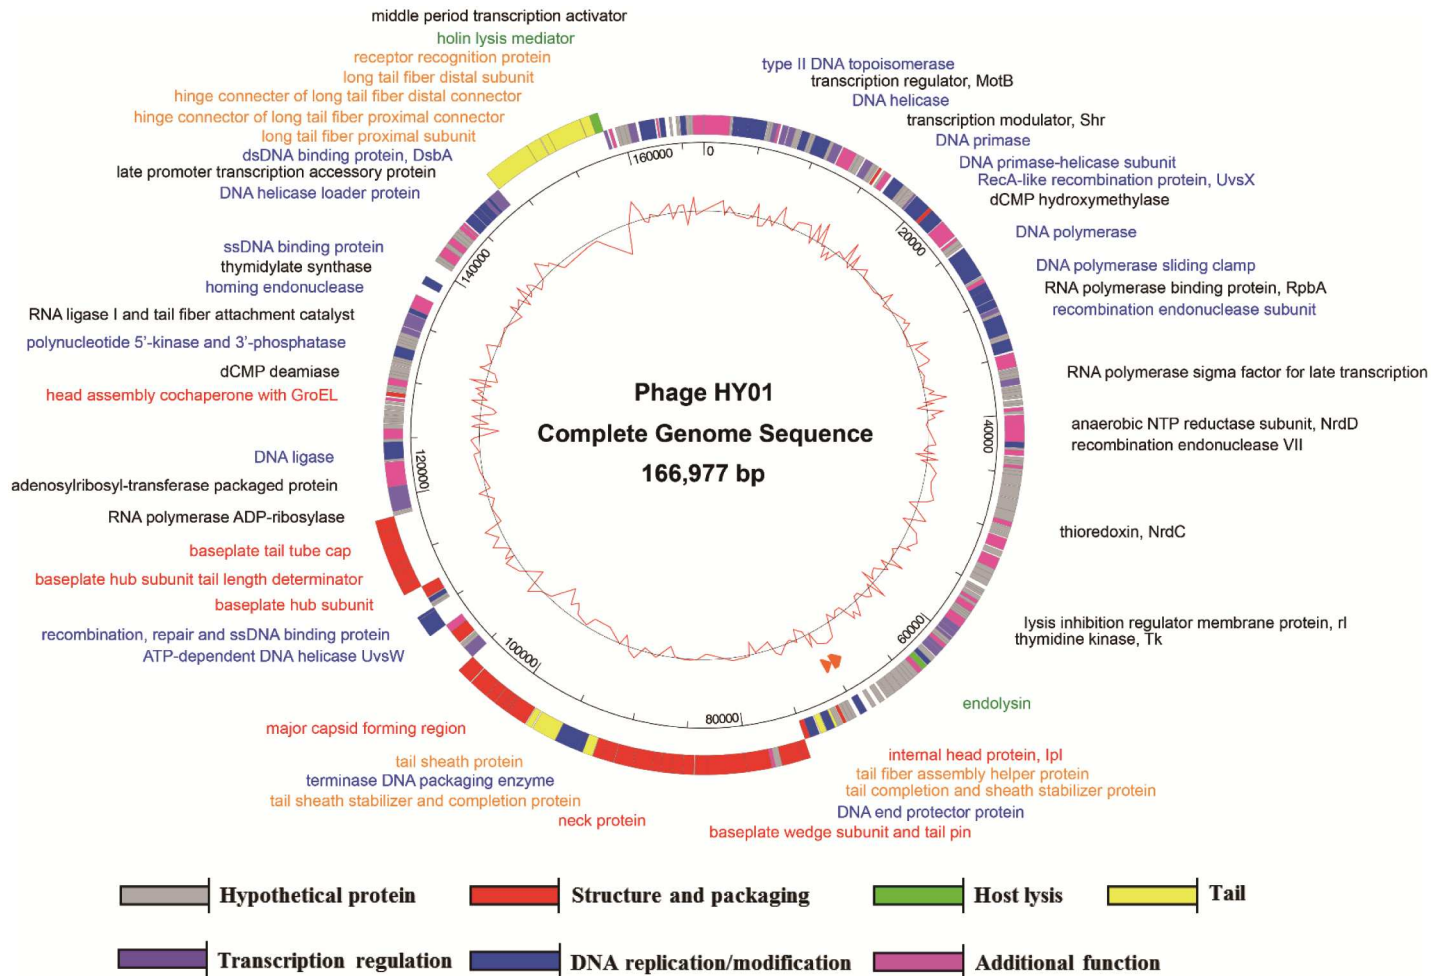 middle period transcription activator
holin lysis mediator
receptor recognition protein
long tail fiber distal subunit
hinge connecter of long tail fiber distal connector
hinge connector of long tail fiber proximal connector
long tail fiber proximal subunit
dsDNA binding protein, DsbA
late promoter transcription accessory protein
DNA helicase loader protein
ssDNA binding protein
thymidylate synthase
homing endonuclease
RNA ligase I and tail fiber attachment catalyst
polynucleotide 5’-kinase and 3’-phosphatase
dCMP deamiase
head assembly cochaperone with GroEL
DNA ligase
adenosylribosyl-transferase packaged protein
RNA polymerase ADP-ribosylase
baseplate tail tube cap
baseplate hub subunit tail length determinator
baseplate hub subunit
recombination, repair and ssDNA binding protein
ATP-dependent DNA helicase UvsW
major capsid forming region
tail sheath protein
terminase DNA packaging enzyme
tail sheath stabilizer and completion protein
neck protein
type II DNA topoisomerase
transcription regulator, MotB
DNA helicase
transcription modulator, Shr
DNA primase
DNA primase-helicase subunit
RecA-like recombination protein, UvsX
dCMP hydroxymethylase
DNA polymerase
DNA polymerase sliding clamp
RNA polymerase binding protein, RpbA
recombination endonuclease subunit
RNA polymerase sigma factor for late transcription
anaerobic NTP reductase subunit, NrdD
recombination endonuclease VII
thioredoxin, NrdC
lysis inhibition regulator membrane protein, rI
thymidine kinase, Tk
endolysin
internal head protein, IpI
tail fiber assembly helper protein
tail completion and sheath stabilizer protein
DNA end protector protein
baseplate wedge subunit and tail pin
0
20000
40000
60000
80000
100000
120000
140000
160000
Phage HY01
Complete Genome Sequence
166,977 bp
Hypothetical protein
Structure and packaging
Host lysis
Tail
Transcription regulation
DNA replication/modification
Additional function